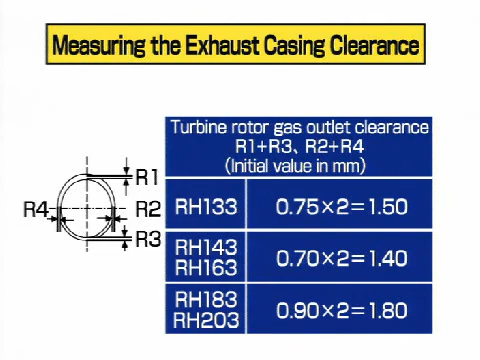 Measuring the Exhaust Casing Clearance
Turbine rotor gas outlet clearance
R1+R3、R2+R4
(Initial value in mm)
R1
R4
R2
R3
RH133
0.75×2=1.50
RH143
RH163
0.70×2=1.40
RH183
RH203
0.90×2=1.80